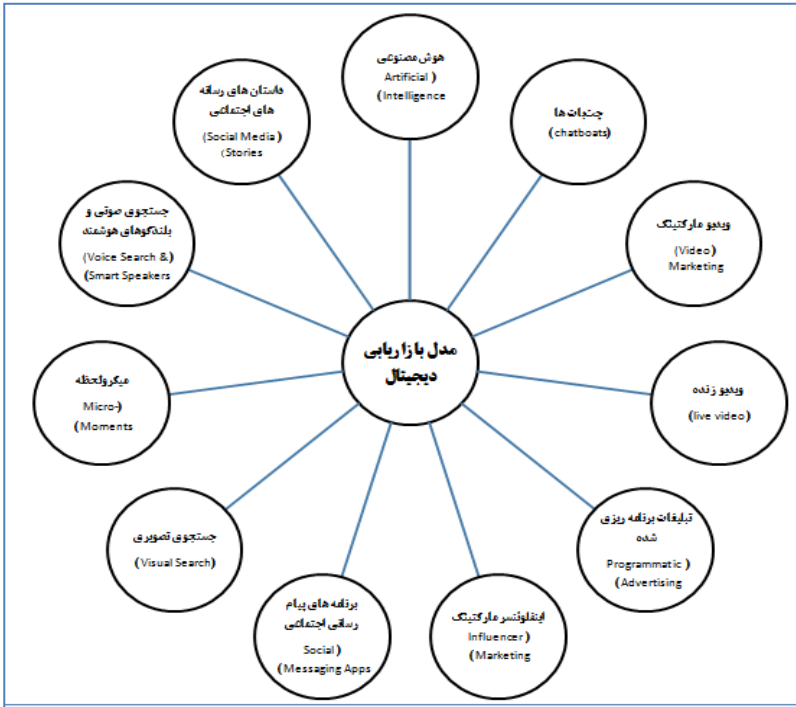 هوش مصنوعی
Artificial )
(Intelligence
چتبات ها
(chatboats)
ویدیو مارکتینگ
(Video)
Marketing
ویدیو زنده
(live video)
تبلیغات برنامه ریزی
شده
Programmatic )
(Advertising
اینفلوئنسر مارکتینگ
Influencer )
(Marketing
برنامه های پیام
رسانی اجتماعی
Social)
(Messaging Apps
جستجوی تصویری
(Visual Search)
میکرولحظه
Micro-)
(Moments
جستجوی صوتی و
بلندگوهای هوشمند
(Voice Search &)
(Smart Speakers
داستان های رسانه
های اجتماعی
(Social Media)
(Stories
مدل بازاریابی
دیجیتال